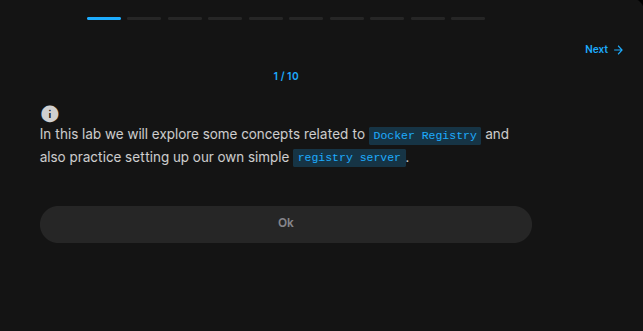 Next →
1 / 10
In this lab we will explore some concepts related to Docker Registry and
also practice setting up our own simple registry server.
Ok